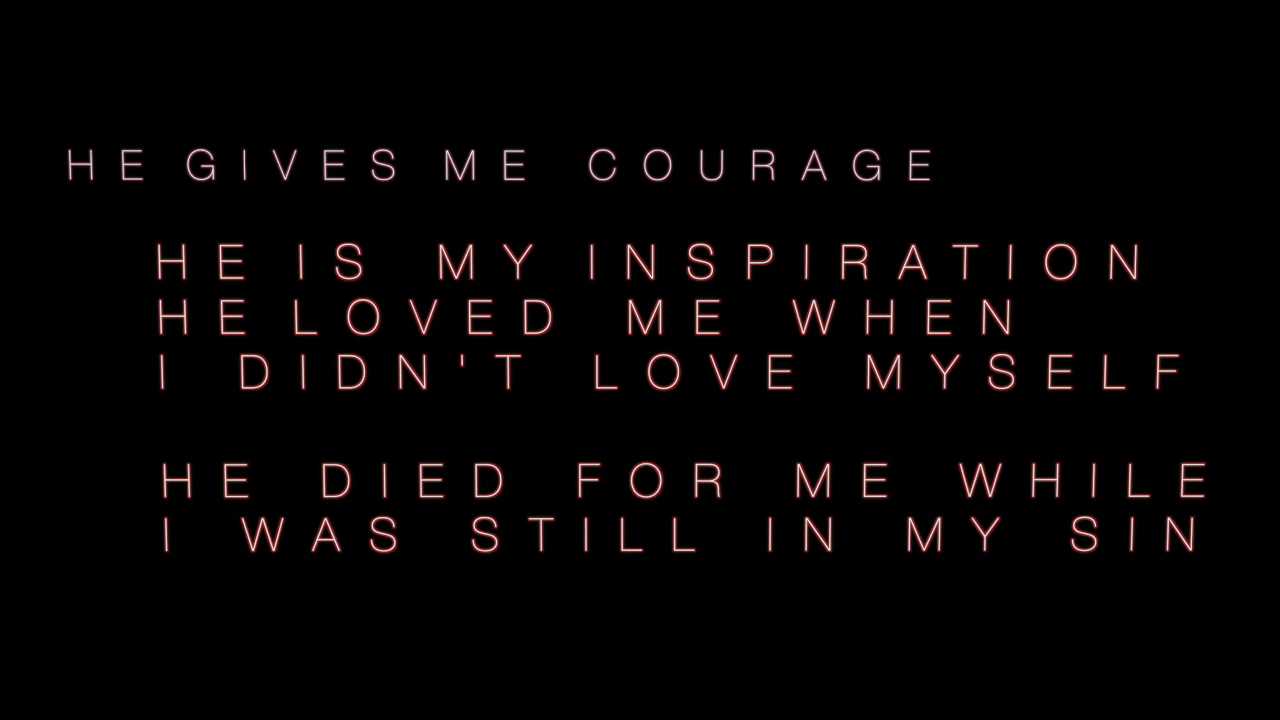 HE GIVES ME COURAGE
HE IS MY INSPIRATION
HE LOVED ME WHEN
I DIDN'T LOVE MYSELF
HE DIED FOR ME WHILE
I WAS STILL IN MY SIN